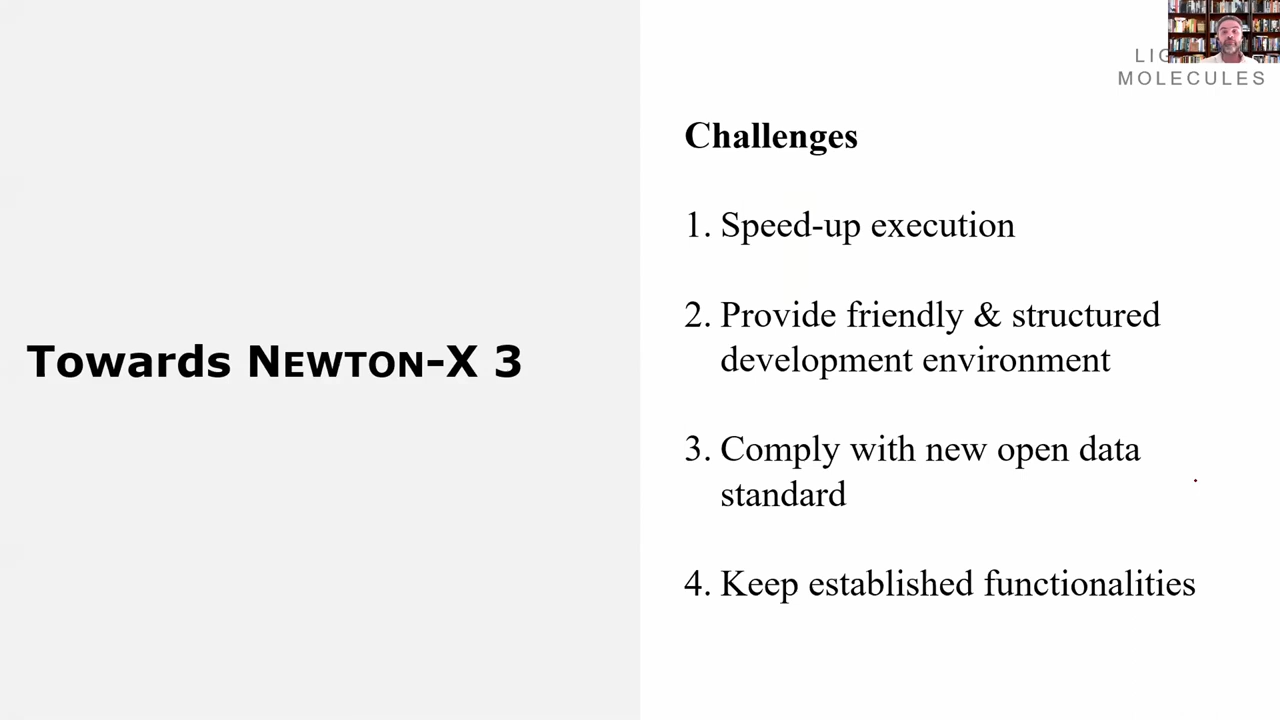 MOLECULES
Towards NEWTON-X 3
Challenges
1. Speed-up execution
2. Provide friendly & structured
development environment
3. Comply with new open data
standard
4. Keep established functionalities